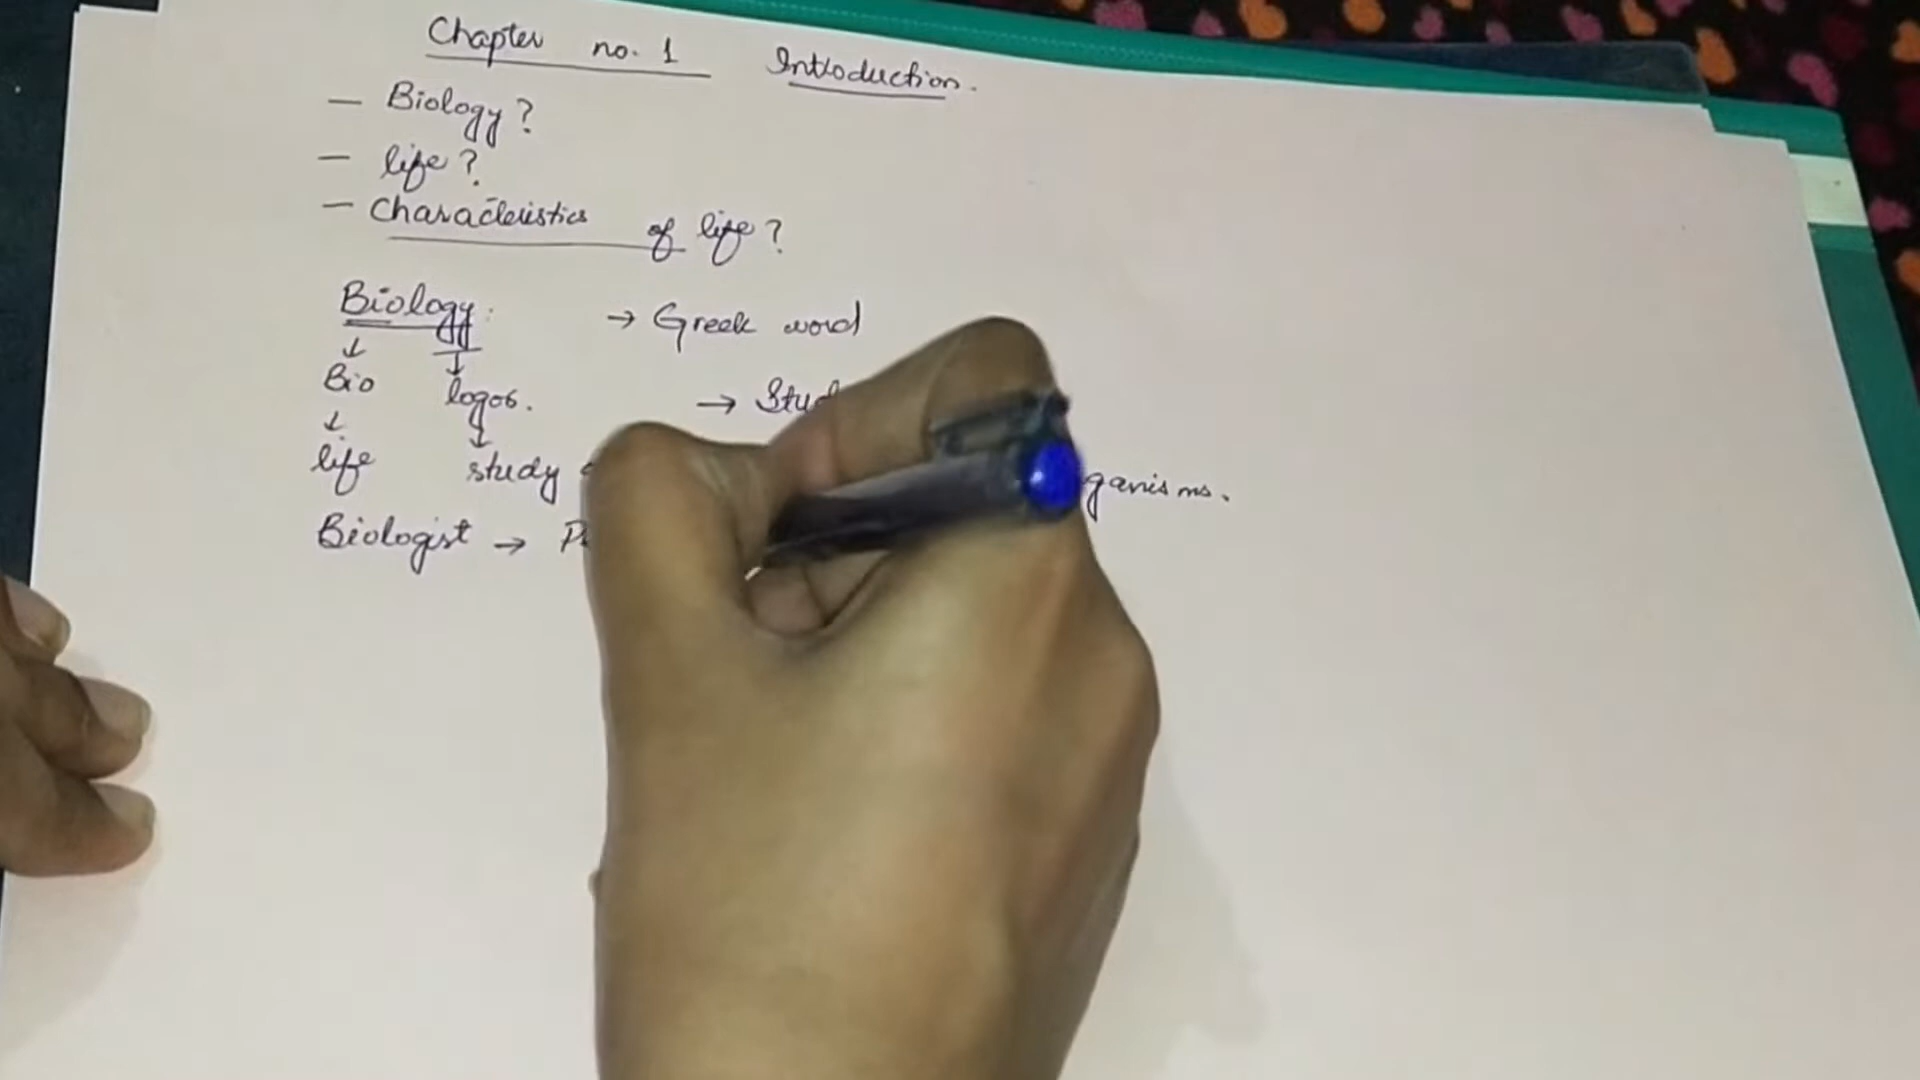 Chapter no. 1 Introduction.
— Biology?
— life?
— Characteristics of life?
Biology: → Greek word
↓ ↓
Bio logos. →
↓ ↓
life study
Biologist →